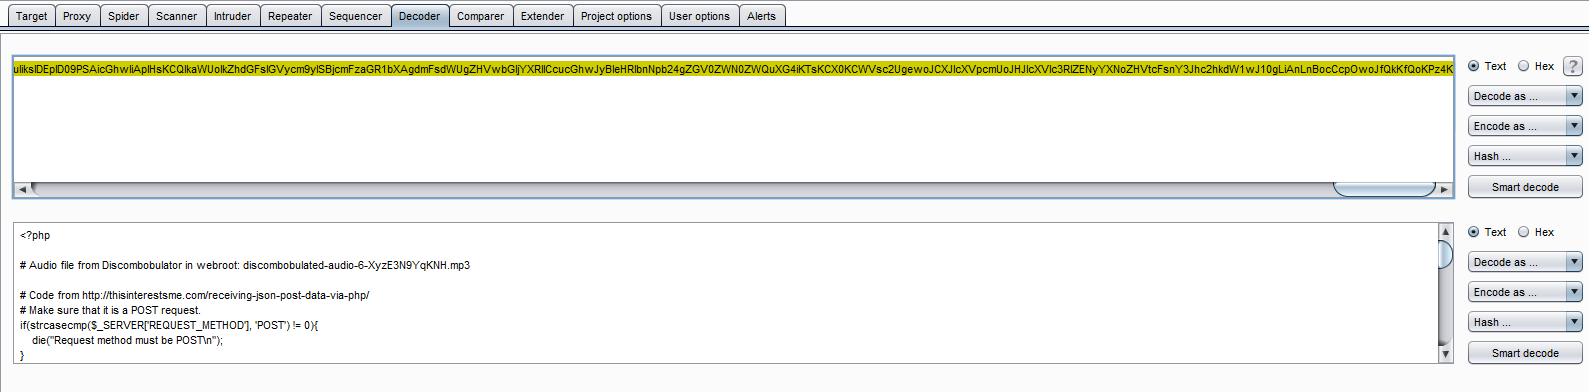 Target Proxy Spider Scanner Intruder Repeater Sequencer Decoder Comparer Extender Project options User options Alerts
uliksIDEpID09PSAicGhwIiApIHsKCQlkaWUoIkZhdGFsIGVycm9yISBjcmFzaGR1bXAgdmFsdWUgZHVwbGljYXRlICcucGhwJyBleHRlbnNpb24gZGV0ZWN0ZWQuXG4iKTsKCX0KCWVsc2UgewoJCXJlcXVpcmUoJHJlcXVlc3RlZENyYXNoZHVtcFsnY3Jhc2hkdW1wJ10gLiAnLnBocCcpOwoJfQkKfQoKPz4K
Text Hex ?
Decode as ...
Encode as ...
Hash ...
Smart decode
<?php
# Audio file from Discombobulator in webroot: discombobulated-audio-6-XyzE3N9YqKNH.mp3
# Code from http://thisinterestsme.com/receiving-json-post-data-via-php/
# Make sure that it is a POST request.
if(strcasecmp($_SERVER['REQUEST_METHOD'], 'POST') != 0){
die("Request method must be POST\n");
}
Text Hex
Decode as ...
Encode as ...
Hash ...
Smart decode